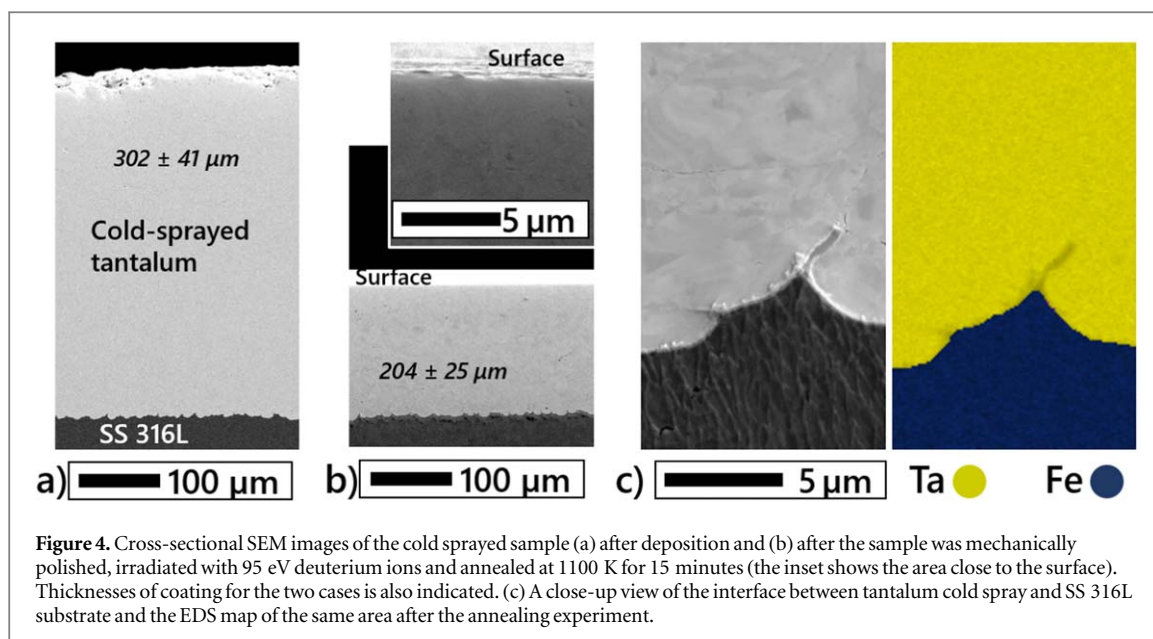 302 ± 41 µm
Cold-sprayed
tantalum
SS 316L
a) 100 µm
Surface
5 µm
Surface
204 ± 25 µm
b) 100 µm
c) 5 µm
Ta Fe
Figure 4. Cross-sectional SEM images of the cold sprayed sample (a) after deposition and (b) after the sample was mechanically
polished, irradiated with 95 eV deuterium ions and annealed at 1100 K for 15 minutes (the inset shows the area close to the surface).
Thicknesses of coating for the two cases is also indicated. (c) A close-up view of the interface between tantalum cold spray and SS 316L
substrate and the EDS map of the same area after the annealing experiment.